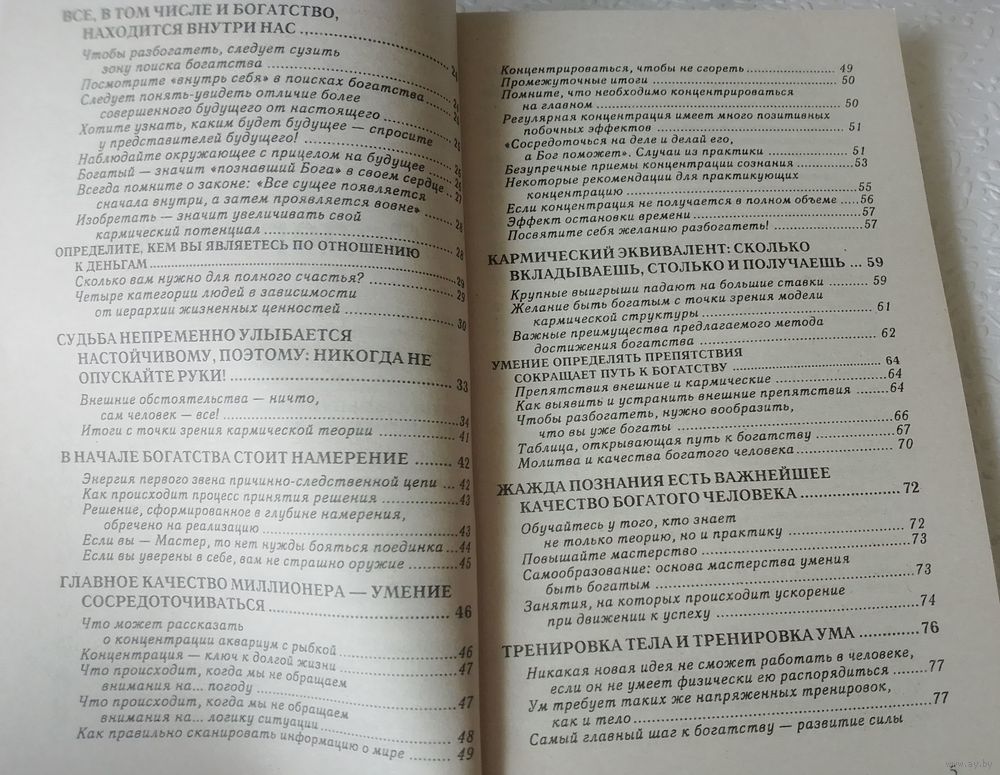 ВСЕ, В ТОМ ЧИСЛЕ И БОГАТСТВО,
НАХОДИТСЯ ВНУТРИ НАС
Чтобы разбогатеть, следует сузить
зону поиска богатства
Посмотрите «внутрь себя» в поисках богатства
Следует понять-увидеть отличие более
совершенного будущего от настоящего
Хотите узнать, каким будет будущее — спросите
у представителей будущего!
Наблюдайте окружающее с прицелом на будущее
Богатый — значит «познавший Бога» в своем сердце
Всегда помните о законе: «Все сущее появляется
сначала внутри, а затем проявляется вовне»
Изобретать — значит увеличивать свой
кармический потенциал
ОПРЕДЕЛИТЕ, КЕМ ВЫ ЯВЛЯЕТЕСЬ ПО ОТНОШЕНИЮ
К ДЕНЬГАМ
Сколько вам нужно для полного счастья? 29
Четыре категории людей в зависимости
от иерархии жизненных ценностей 30
СУДЬБА НЕПРЕМЕННО УЛЫБАЕТСЯ
НАСТОЙЧИВОМУ, ПОЭТОМУ: НИКОГДА НЕ
ОПУСКАЙТЕ РУКИ! 33
Внешние обстоятельства — ничто,
сам человек — все! 34
Итоги с точки зрения кармической теории 41
В НАЧАЛЕ БОГАТСТВА СТОИТ НАМЕРЕНИЕ 42
Энергия первого звена причинно-следственной цепи 42
Как происходит процесс принятия решения 43
Решение, сформированное в глубине намерения,
обречено на реализацию 43
Если вы — Мастер, то нет нужды бояться поединка 44
Если вы уверены в себе, вам не страшно оружие 45
ГЛАВНОЕ КАЧЕСТВО МИЛЛИОНЕРА — УМЕНИЕ
СОСРЕДОТОЧИВАТЬСЯ 46
Что может рассказать
о концентрации аквариум с рыбкой 46
Концентрация — ключ к долгой жизни 47
Что происходит, когда мы не обращаем
внимания на... погоду 47
Что происходит, когда мы не обращаем
внимания на... логику ситуации 48
Как правильно сканировать информацию о мире 49
Концентрироваться, чтобы не сгореть 49
Промежуточные итоги 50
Помните, что необходимо концентрироваться
на главном 50
Регулярная концентрация имеет много позитивных
побочных эффектов 51
«Сосредоточься на деле и делай его,
а Бог поможет». Случаи из практики 51
Безупречные приемы концентрации сознания 53
Некоторые рекомендации для практикующих
концентрацию 55
Если концентрация не получается в полном объеме 56
Эффект остановки времени 57
Посвятите себя желанию разбогатеть! 57
КАРМИЧЕСКИЙ ЭКВИВАЛЕНТ: СКОЛЬКО
ВКЛАДЫВАЕШЬ, СТОЛЬКО И ПОЛУЧАЕШЬ ... 59
Крупные выигрыши падают на большие ставки 59
Желание быть богатым с точки зрения модели
кармической структуры 61
Важные преимущества предлагаемого метода
достижения богатства 62
УМЕНИЕ ОПРЕДЕЛЯТЬ ПРЕПЯТСТВИЯ
СОКРАЩАЕТ ПУТЬ К БОГАТСТВУ 64
Препятствия внешние и кармические 64
Как выявить и устранить внешние препятствия 64
Чтобы разбогатеть, нужно вообразить,
что вы уже богаты 66
Таблица, открывающая путь к богатству 67
Молитва и качества богатого человека 70
ЖАЖДА ПОЗНАНИЯ ЕСТЬ ВАЖНЕЙШЕЕ
КАЧЕСТВО БОГАТОГО ЧЕЛОВЕКА 72
Обучайтесь у того, кто знает
не только теорию, но и практику 72
Повышайте мастерство 73
Самообразование: основа мастерства умения
быть богатым 73
Занятия, на которых происходит ускорение
при движении к успеху 74
ТРЕНИРОВКА ТЕЛА И ТРЕНИРОВКА УМА 76
Никакая новая идея не сможет работать в человеке,
если он не умеет физически ею распорядиться 77
Ум требует таких же напряженных тренировок,
как и тело 77
Самый главный шаг к богатству — развитие силы
www.ay.by